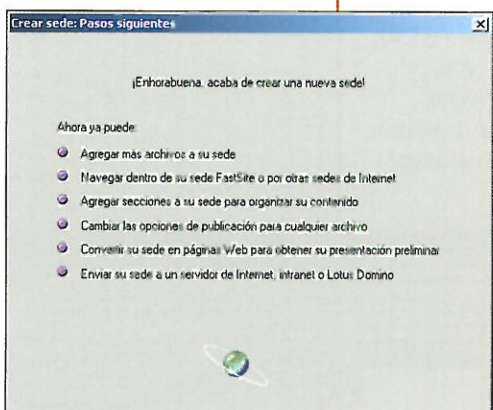 Crear sede: Pasos siguientes
¡Enhorabuena, acaba de crear una nueva sede!
Ahora ya puede:
Agregar más archivos a su sede
Navegar dentro de su sede FastSite o por otras sedes de Internet
Agregar secciones a su sede para organizar su contenido
Cambiar las opciones de publicación para cualquier archivo
Convertir su sede en páginas Web para obtener su presentación preliminar
Enviar su sede a un servidor de Internet, intranet o Lotus Domino